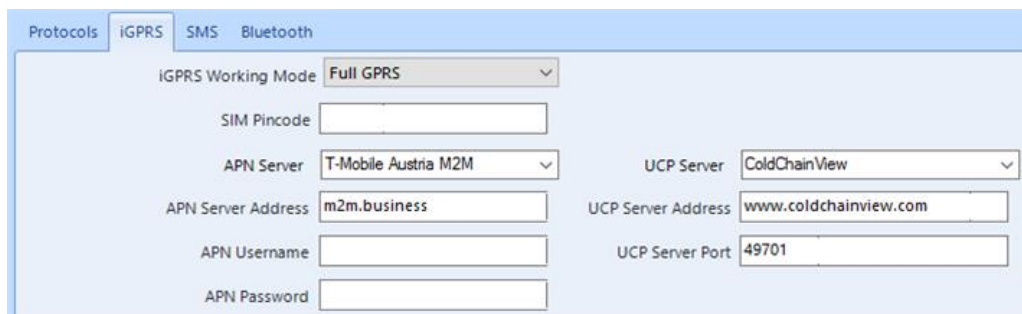 Protocols iGPRS SMS Bluetooth
iGPRS Working Mode Full GPRS
SIM Pincode
APN Server T-Mobile Austria M2M UCP Server ColdChainView
APN Server Address m2m.business UCP Server Address www.coldchainview.com
APN Username UCP Server Port 49701
APN Password